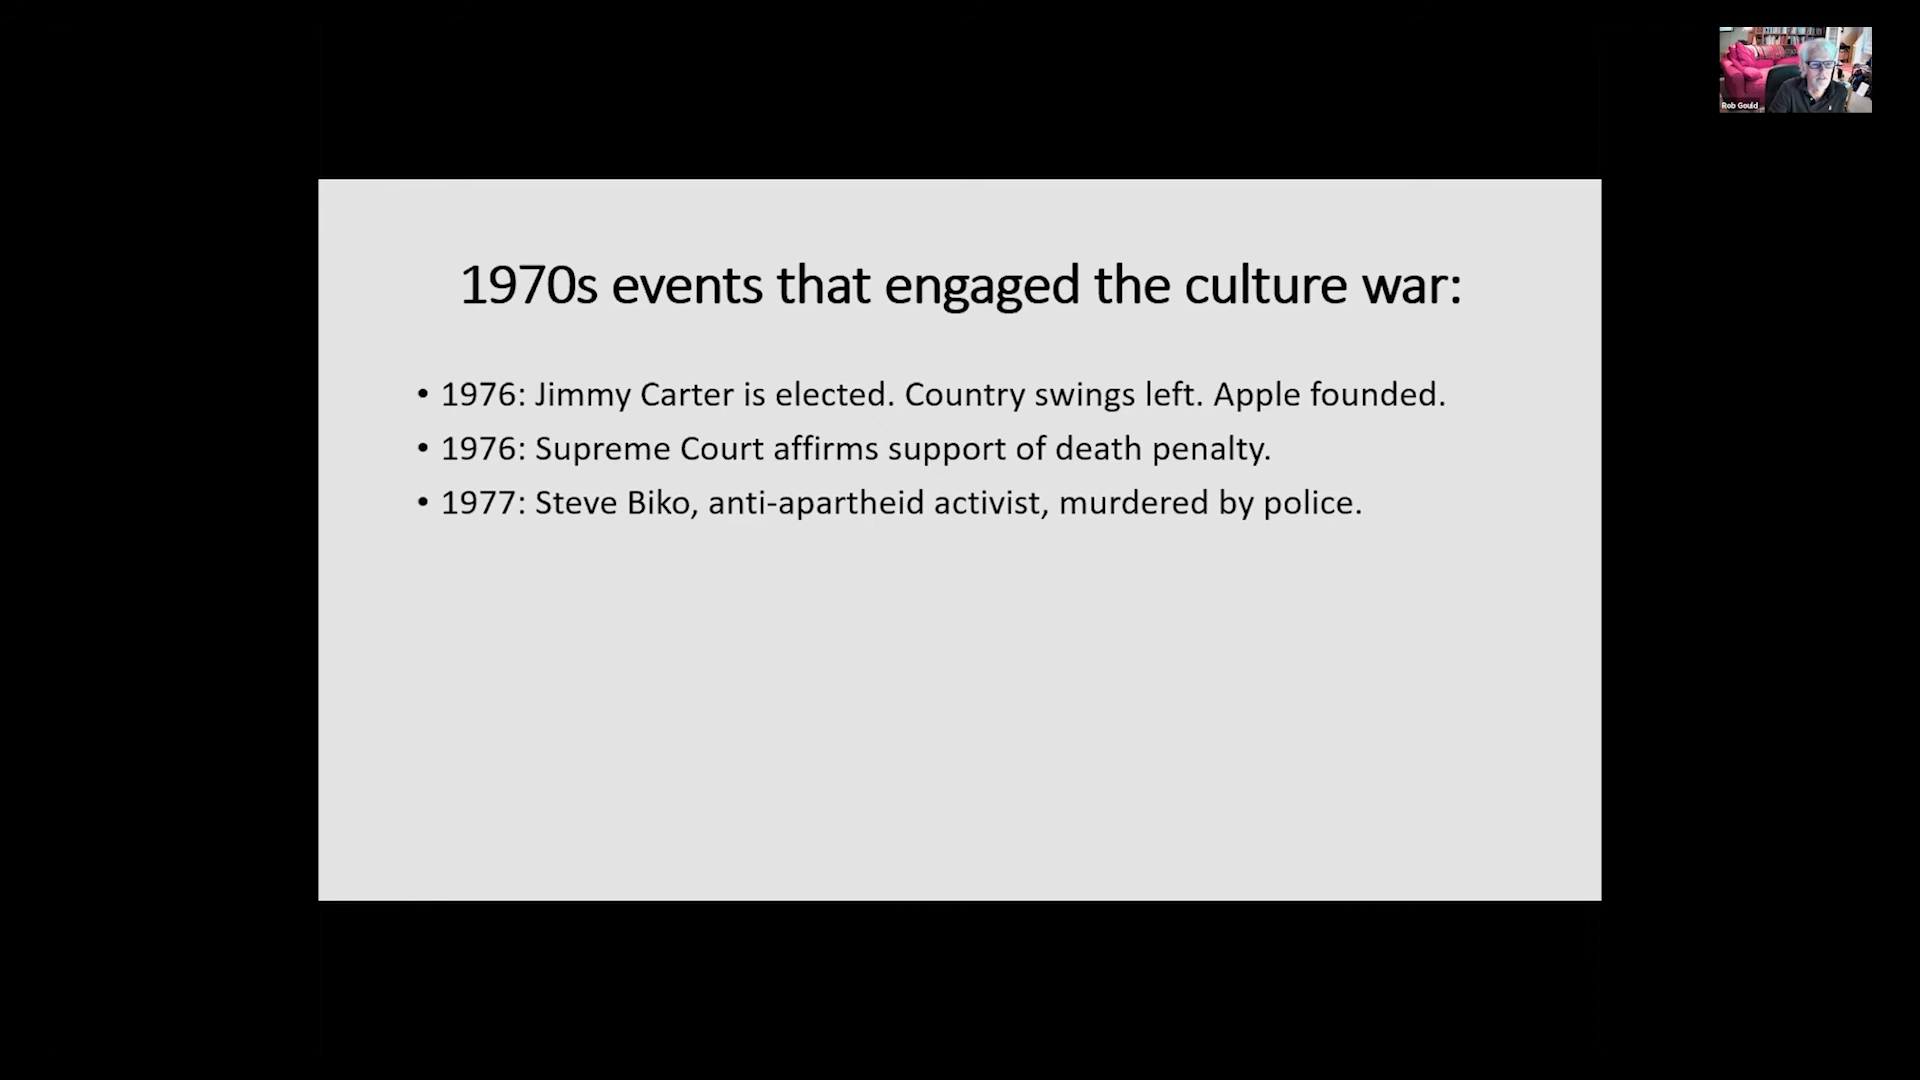 Rob Gould
1970s events that engaged the culture war:
• 1976: Jimmy Carter is elected. Country swings left. Apple founded.
• 1976: Supreme Court affirms support of death penalty.
• 1977: Steve Biko, anti-apartheid activist, murdered by police.